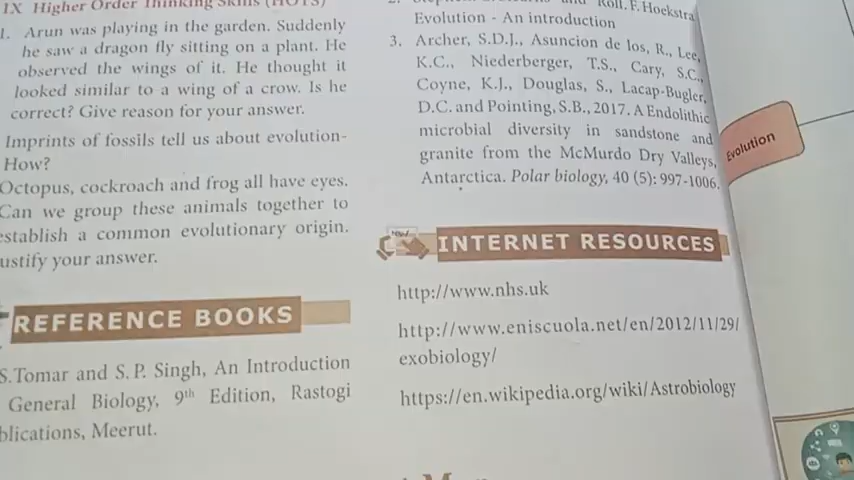 IX Higher Order Thinking Skills (HOTS)
1. Arun was playing in the garden. Suddenly
he saw a dragon fly sitting on a plant. He
observed the wings of it. He thought it
looked similar to a wing of a crow. Is he
correct? Give reason for your answer.
Imprints of fossils tell us about evolution-
How?
Octopus, cockroach and frog all have eyes.
Can we group these animals together to
establish a common evolutionary origin.
ustify your answer.
REFERENCE BOOKS
S.Tomar and S.P. Singh, An Introduction
General Biology, 9th Edition, Rastogi
blications, Meerut.
and Roll.F.Hoekstra
Evolution - An introduction
3. Archer, S.D.J., Asuncion de los, R., Lee,
K.C., Niederberger, T.S., Cary, S.C.,
Coyne, K.J., Douglas, S., Lacap-Bugler,
D.C. and Pointing, S.B., 2017. A Endolithic
microbial diversity in sandstone and
granite from the McMurdo Dry Valleys,
Antarctica. Polar biology, 40 (5): 997-1006.
INTERNET RESOURCES
http://www.nhs.uk
http://www.eniscuola.net/en/2012/11/29/
exobiology/
https://en.wikipedia.org/wiki/Astrobiology
Evolution